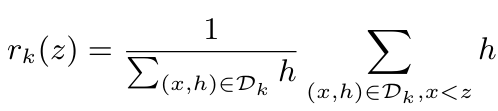 r_k(z) = \frac{1}{\sum_{(x,h)\in\mathcal{D}_k} h} \sum_{(x,h)\in\mathcal{D}_k, x<z} h